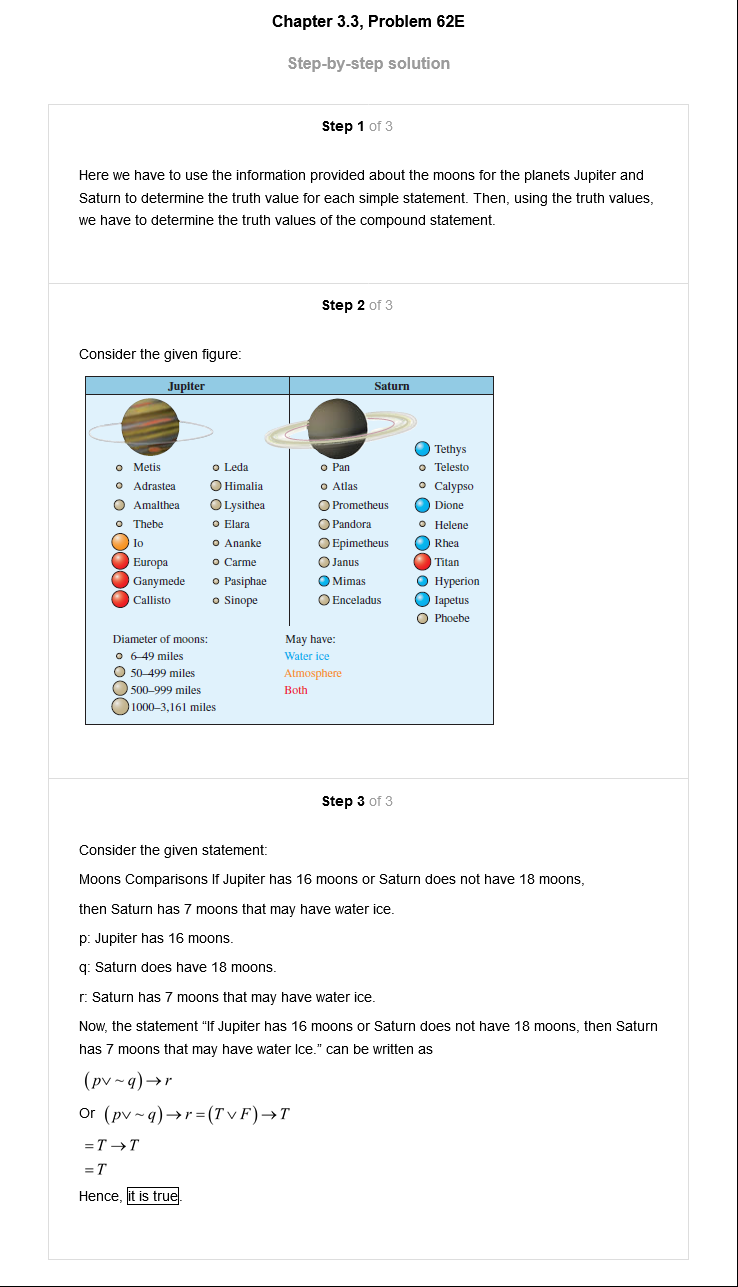 Chapter 3.3, Problem 62E
Step-by-step solution
Step 1 of 3
Here we have to use the information provided about the moons for the planets Jupiter and
Saturn to determine the truth value for each simple statement. Then, using the truth values,
we have to determine the truth values of the compound statement.
Step 2 of 3
Consider the given figure:
Jupiter
Metis
Adrastea
Amalthea
Thebe
Io
Europa
Ganymede
Callisto
Leda
Himalia
Lysithea
Elara
Ananke
Carme
Pasiphae
Sinope
Saturn
Pan
Atlas
Prometheus
Pandora
Epimetheus
Janus
Mimas
Enceladus
Tethys
Telesto
Calypso
Dione
Helene
Rhea
Titan
Hyperion
Iapetus
Phoebe
Diameter of moons:
6–49 miles
50–499 miles
500–999 miles
1000–3,161 miles
May have:
Water ice
Atmosphere
Both
Step 3 of 3
Consider the given statement:
Moons Comparisons If Jupiter has 16 moons or Saturn does not have 18 moons,
then Saturn has 7 moons that may have water ice.
p: Jupiter has 16 moons.
q: Saturn does have 18 moons.
r: Saturn has 7 moons that may have water ice.
Now, the statement “If Jupiter has 16 moons or Saturn does not have 18 moons, then Saturn
has 7 moons that may have water Ice.” can be written as
(p∨ ~ q)→r
Or (p∨ ~ q)→r=(T∨F)→T
=T→T
=T
Hence, it is true.